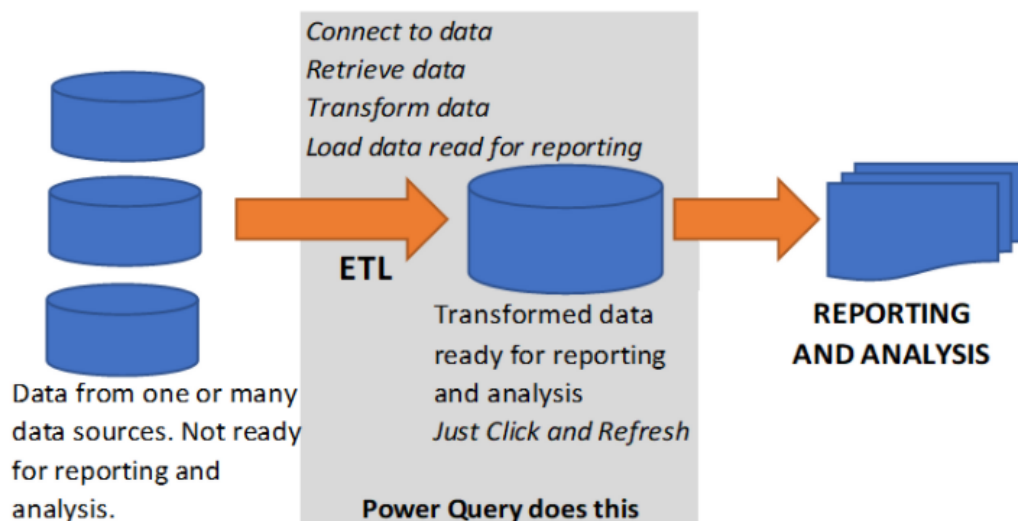 Connect to data
Retrieve data
Transform data
Load data read for reporting
ETL
Data from one or many
data sources. Not ready
for reporting and
analysis.
Transformed data
ready for reporting
and analysis
Just Click and Refresh
Power Query does this
REPORTING
AND ANALYSIS